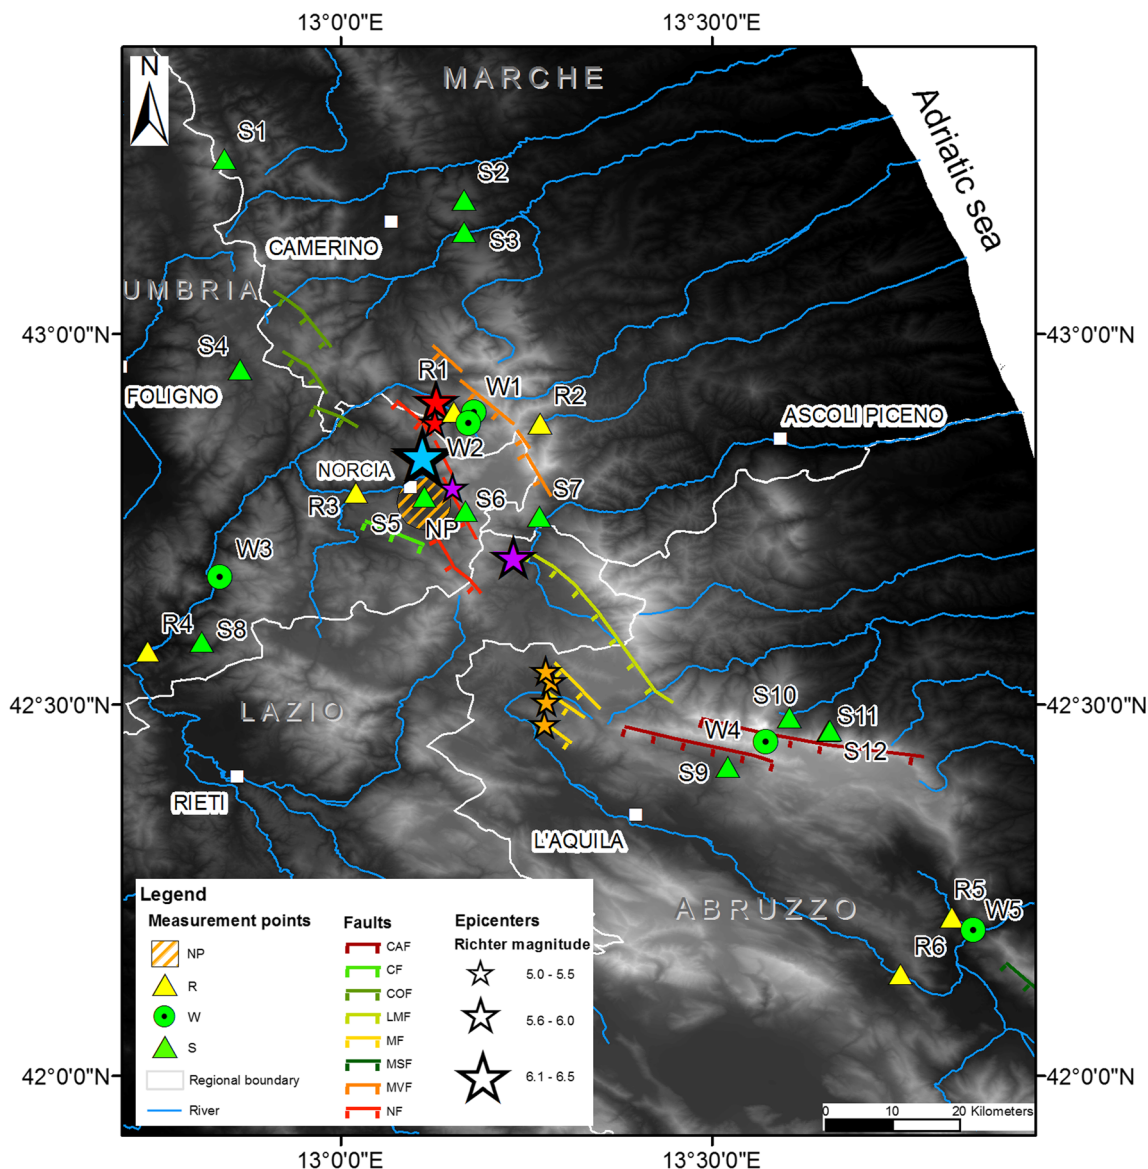 13°0'0"E 13°30'0"E
N
MARCHE
Adriatic sea
S1
S2
S3
CAMERINO
UMBRIA
43°0'0"N 43°0'0"N
S4
R1
W1
R2
FOLIGNO
ASCOLI PICENO
W2
NORCIA
R3
S5
NP
S6
S7
W3
R4
S8
42°30'0"N 42°30'0"N
LAZIO
S10
S11
W4
S12
S9
RIETI
L'AQUILA
ABRUZZO
R5
W5
R6
Legend
Measurement points
NP
R
W
S
Regional boundary
River
Faults
CAF
CF
COF
LMF
MF
MSF
MVF
NF
Epicenters
Richter magnitude
5.0 - 5.5
5.6 - 6.0
6.1 - 6.5
42°0'0"N 42°0'0"N
0 10 20 Kilometers
13°0'0"E 13°30'0"E